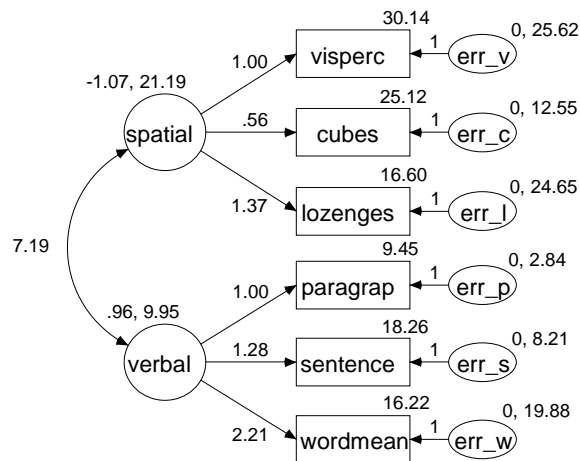 30.14
0, 25.62
1.00
visperc
1
err_v
-1.07, 21.19
25.12
0, 12.55
spatial
.56
cubes
1
err_c
16.60
0, 24.65
1.37
lozenges
1
err_l
7.19
9.45
0, 2.84
1.00
paragrap
1
err_p
.96, 9.95
18.26
0, 8.21
verbal
1.28
sentence
1
err_s
16.22
0, 19.88
2.21
wordmean
1
err_w